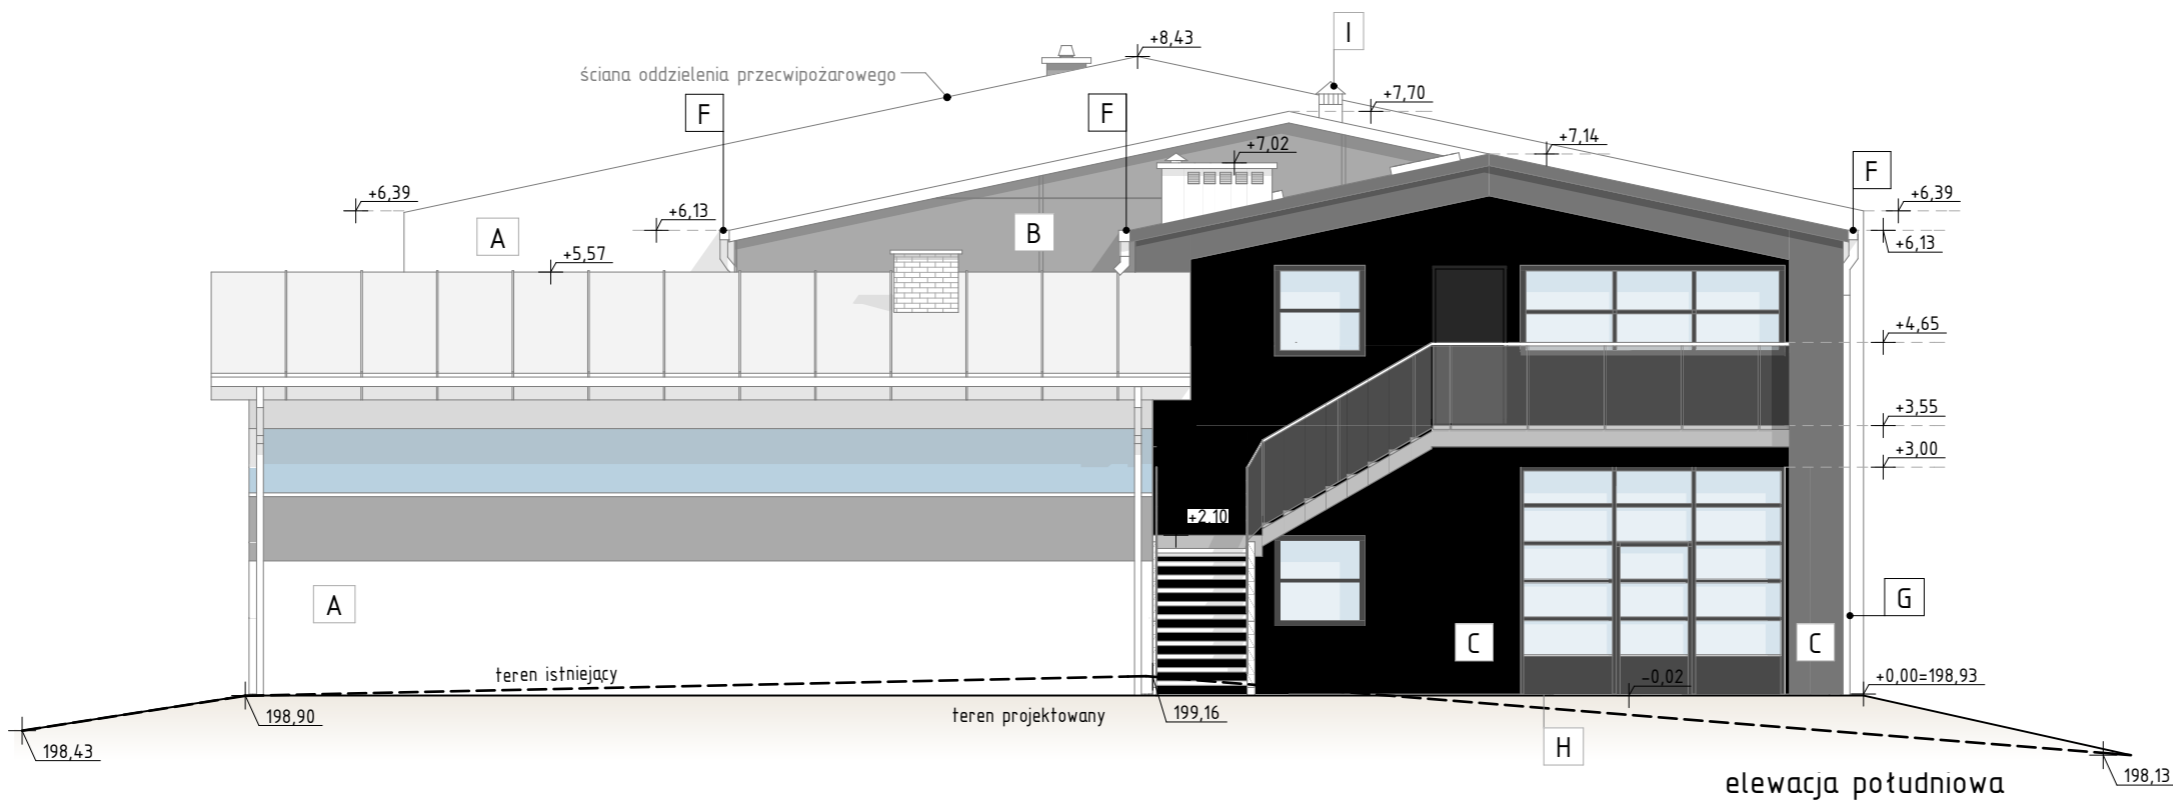 I
+8,43
ściana oddzielenia przecwipożarowego
F
F
+7,70
+7,14
+7,02
F
+6,39
+6,39
+6,13
+6,13
A
B
+5,57
+4,65
+3,55
+3,00
+2,10
A
G
C
C
teren istniejący
-0,02
+0,00=198,93
198,90
teren projektowany
199,16
198,43
H
198,13
elewacja południowa